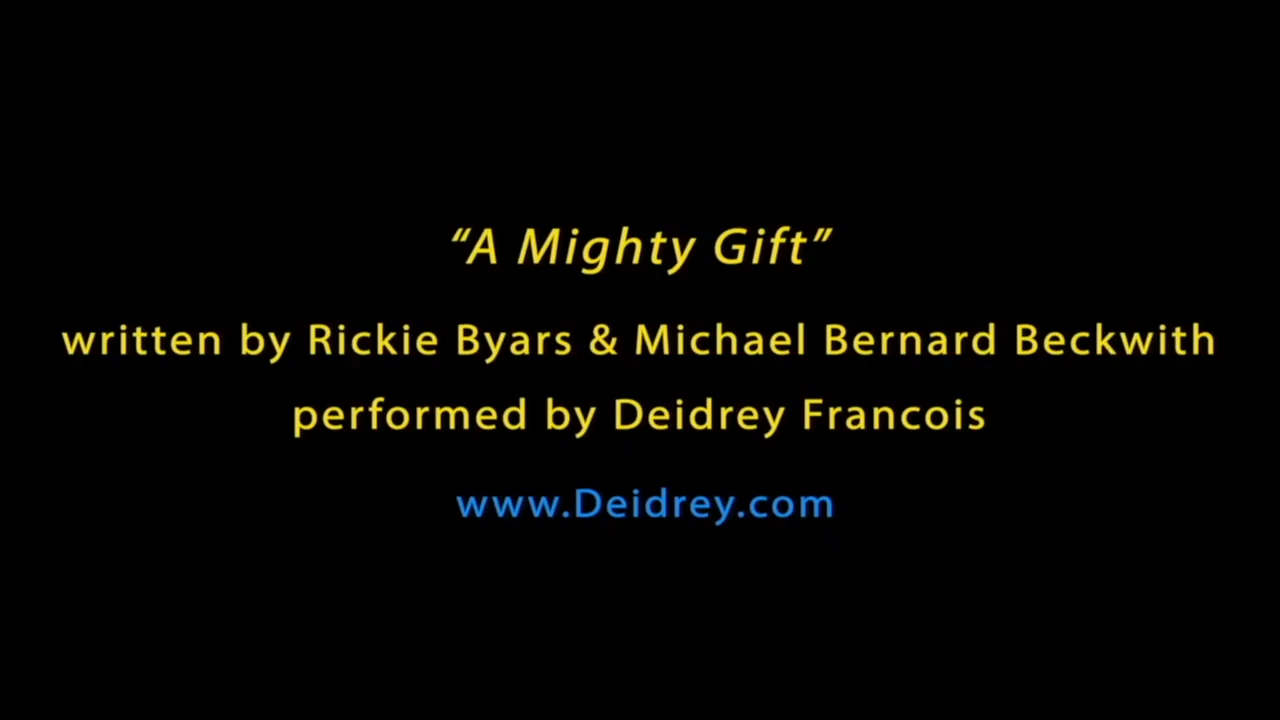 “A Mighty Gift”
written by Rickie Byars & Michael Bernard Beckwith
performed by Deidrey Francois
www.Deidrey.com